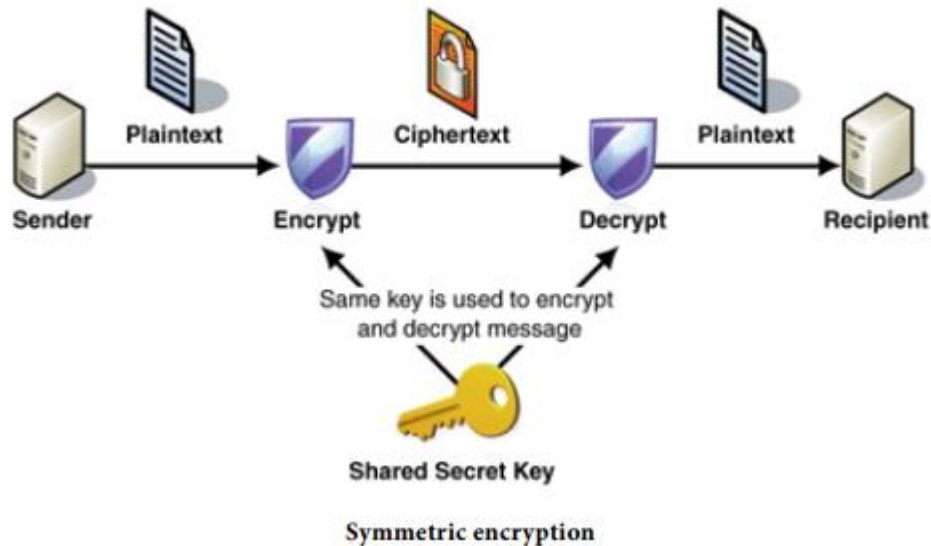 Plaintext
Ciphertext
Plaintext
Sender
Encrypt
Decrypt
Recipient
Same key is used to encrypt
and decrypt message
Shared Secret Key
Symmetric encryption